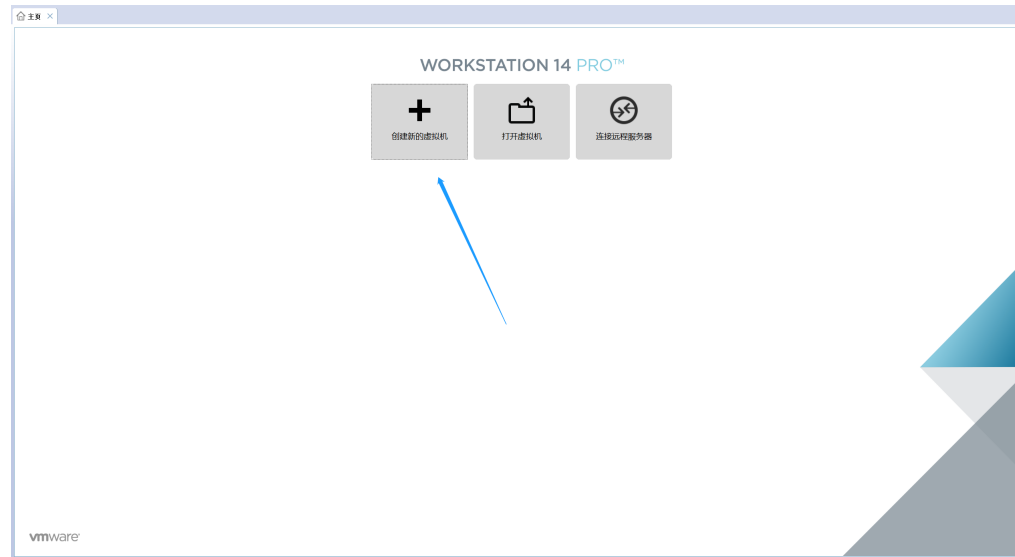 主页
WORKSTATION 14 PRO™
创建新的虚拟机
打开虚拟机
连接远程服务器
vmware